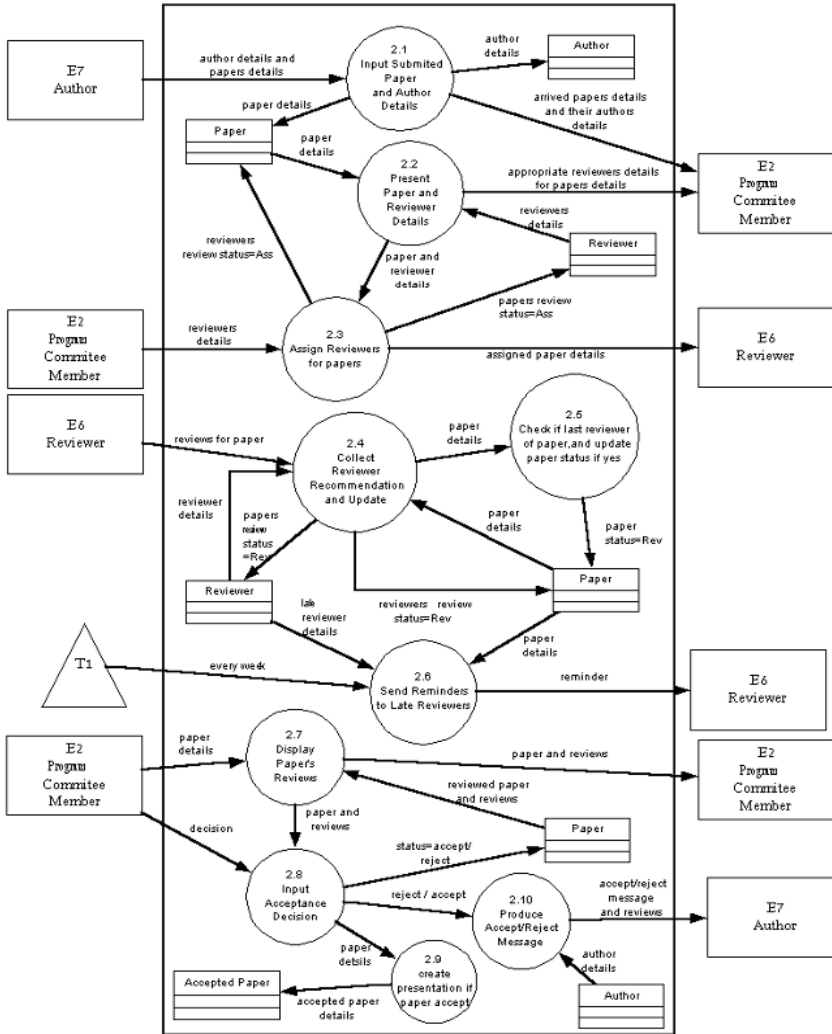 E7
Author
author details and
papers details
2.1
Input Submited
Paper
and Author
Details
author
details
Author
paper details
arrived papers details
and their authors
details
Paper
paper
details
2.2
Present
Paper and
Reviewer
Details
appropriate reviewers details
for papers details
E2
Program
Commitee
Member
reviewers
details
Reviewer
reviewers
review status=Ass
paper and
reviewer
details
papers review
status=Ass
E2
Program
Commitee
Member
reviewers
details
2.3
Assign Reviewers
for papers
assigned paper details
E6
Reviewer
E6
Reviewer
reviews for paper
2.4
Collect
Reviewer
Recommendation
and Update
paper
details
2.5
Check if last reviewer
of paper,and update
paper status if yes
reviewer
details
papers
review
status
=Rev
paper
details
paper
status=Rev
Reviewer
Paper
late
reviewer
details
reviewers review
status=Rev
paper
details
T1
every week
2.6
Send Reminders
to Late Reviewers
reminder
E6
Reviewer
E2
Program
Commitee
Member
paper
details
2.7
Display
Paper's
Reviews
paper and reviews
E2
Program
Commitee
Member
reviewed paper
and reviews
paper and
reviews
Paper
decision
status=accept/
reject
2.8
Input
Acceptance
Decision
reject / accept
2.10
Produce
Accept/Reject
Message
accept/reject
message
and reviews
E7
Author
paper
detsils
2.9
create
presentation if
paper accept
author
details
Accepted Paper
accepted paper
details
Author